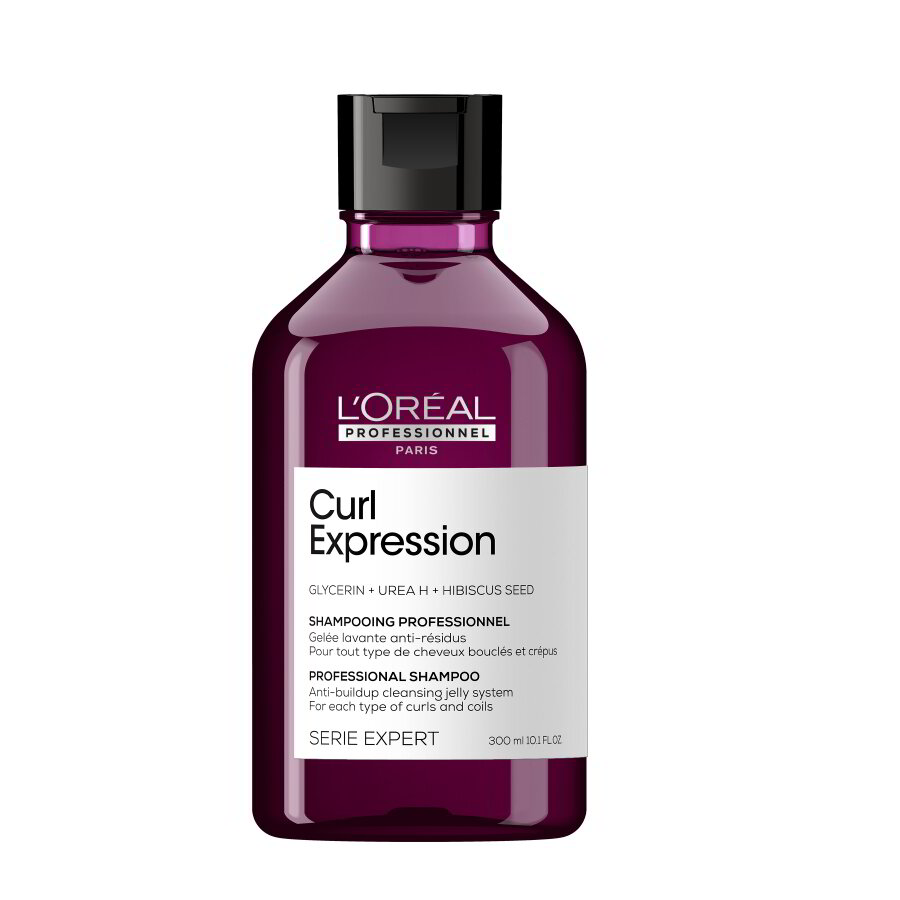 L'ORÉAL
PROFESSIONNEL
PARIS
Curl
Expression
GLYCERIN + UREA H + HIBISCUS SEED
SHAMPOOING PROFESSIONNEL
Gelée lavante anti-résidus
Pour tout type de cheveux bouclés et crépus
PROFESSIONAL SHAMPOO
Anti-buildup cleansing jelly system
For each type of curls and coils
SERIE EXPERT 300 ml 10.1 FL OZ